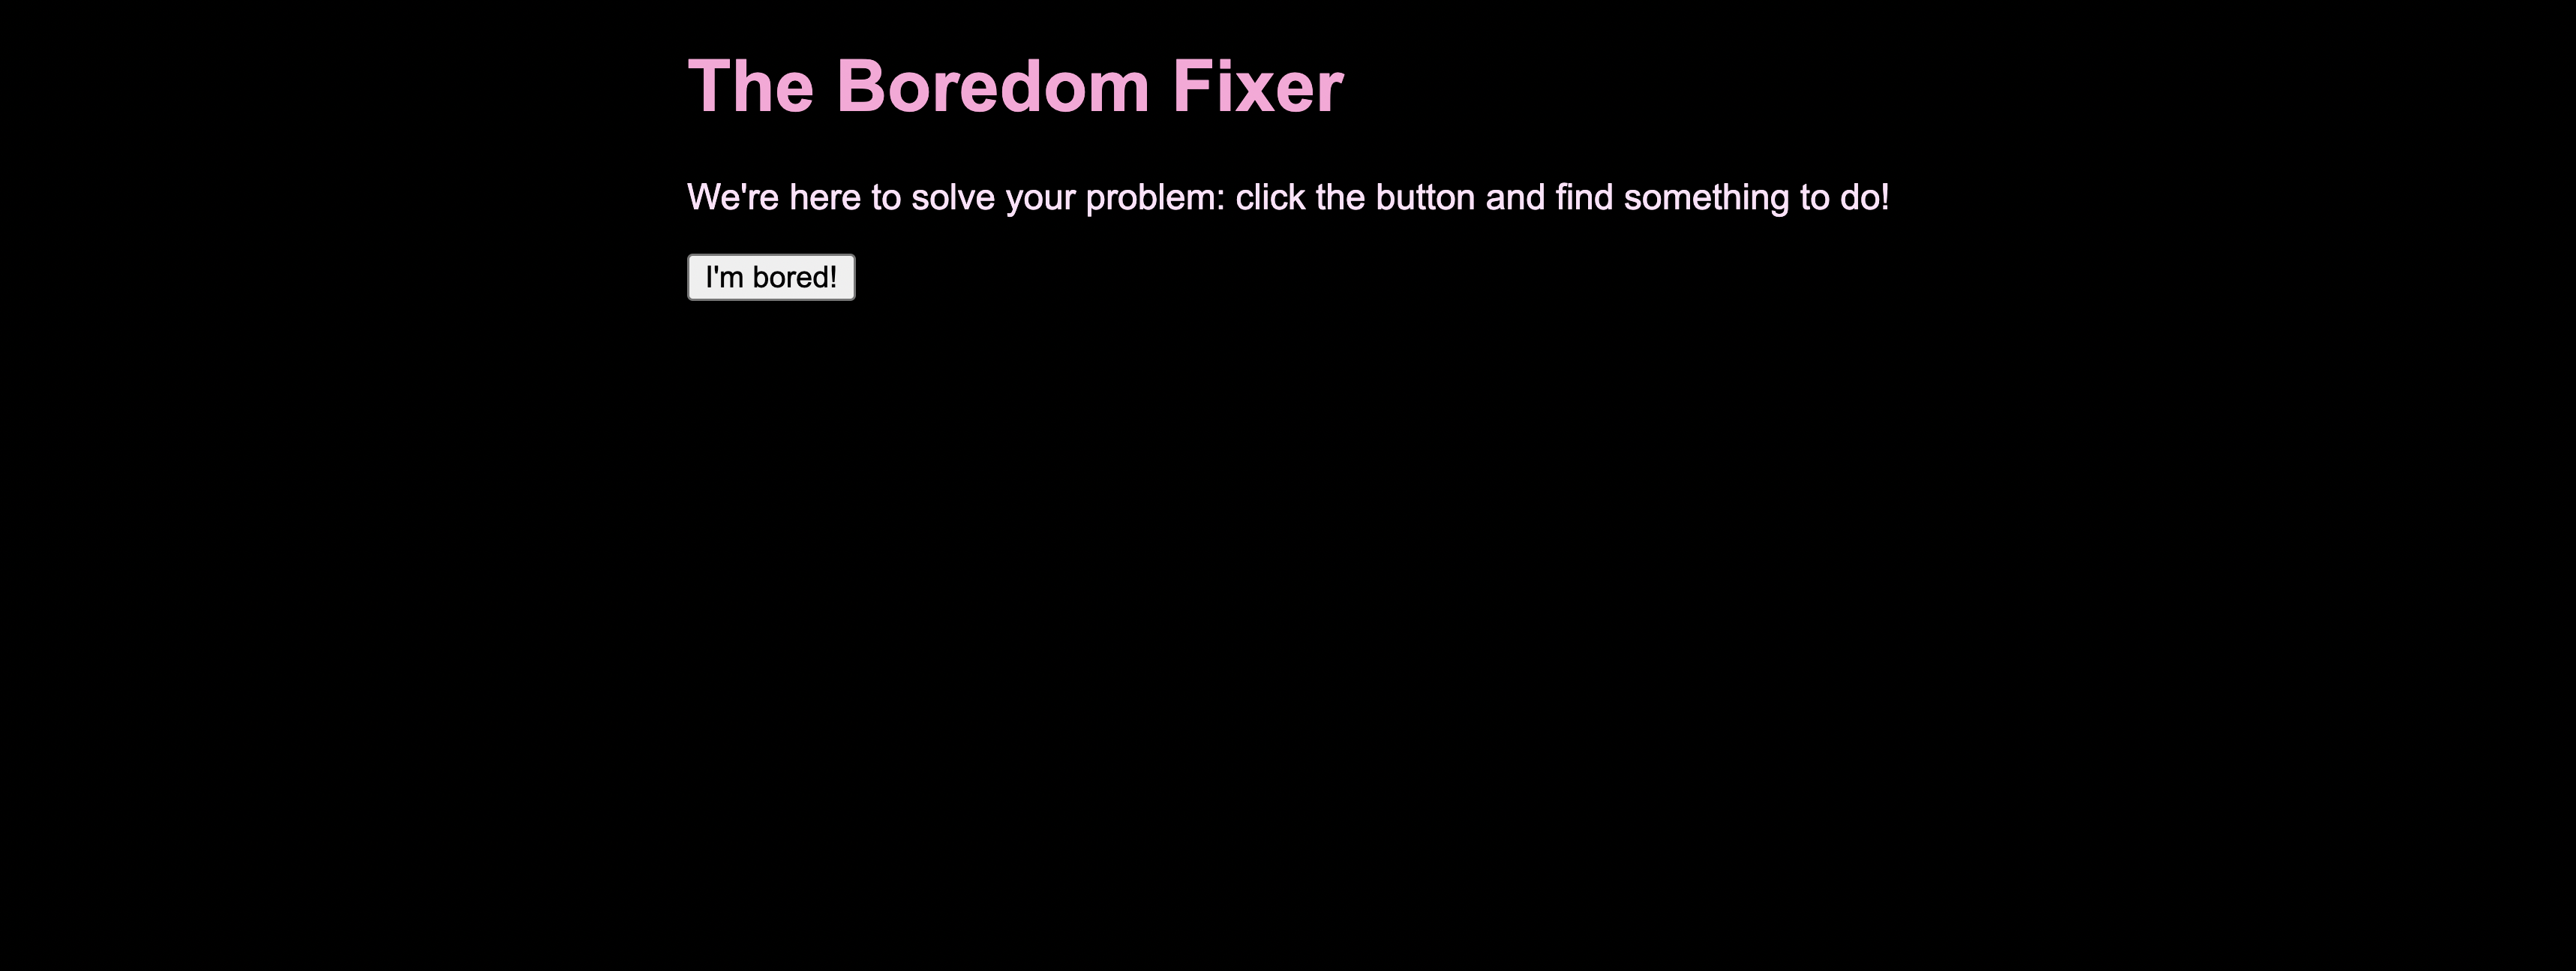 The Boredom Fixer
We're here to solve your problem: click the button and find something to do!
I'm bored!